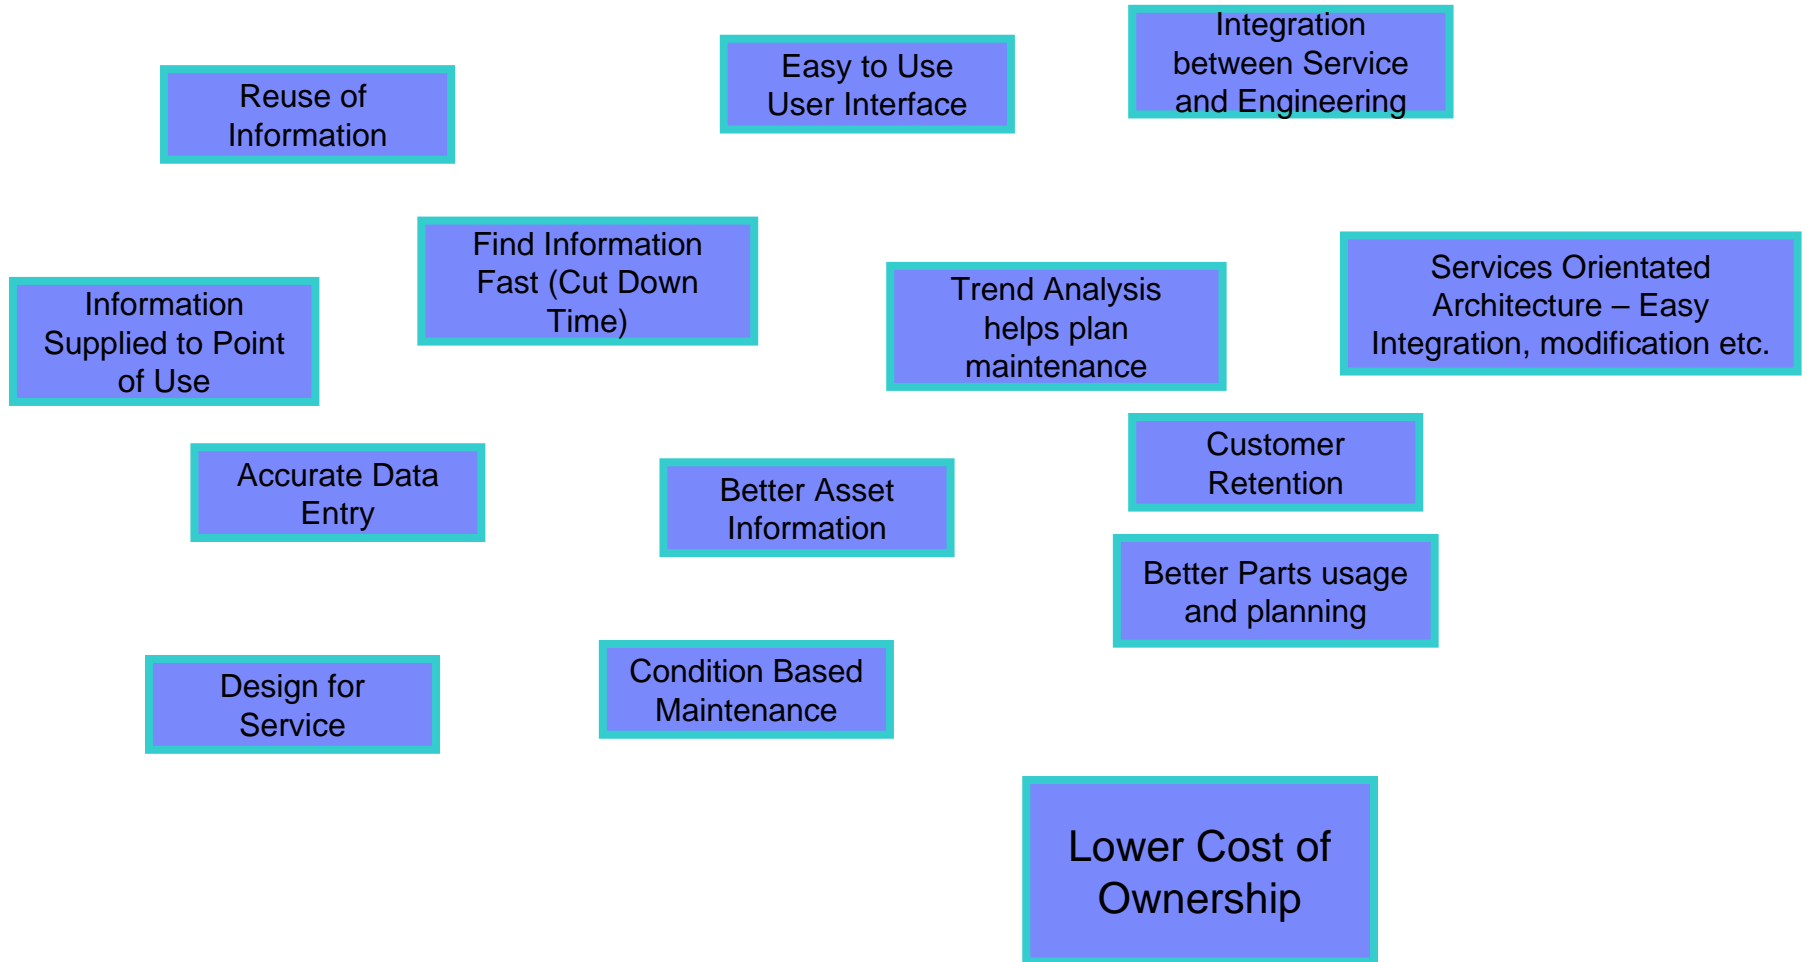 Integration
between Service
and Engineering
Easy to Use
User Interface
Reuse of
Information
Find Information
Fast (Cut Down
Time)
Services Orientated
Architecture – Easy
Integration, modification etc.
Trend Analysis
helps plan
maintenance
Information
Supplied to Point
of Use
Customer
Retention
Accurate Data
Entry
Better Asset
Information
Better Parts usage
and planning
Condition Based
Maintenance
Design for
Service
Lower Cost of
Ownership